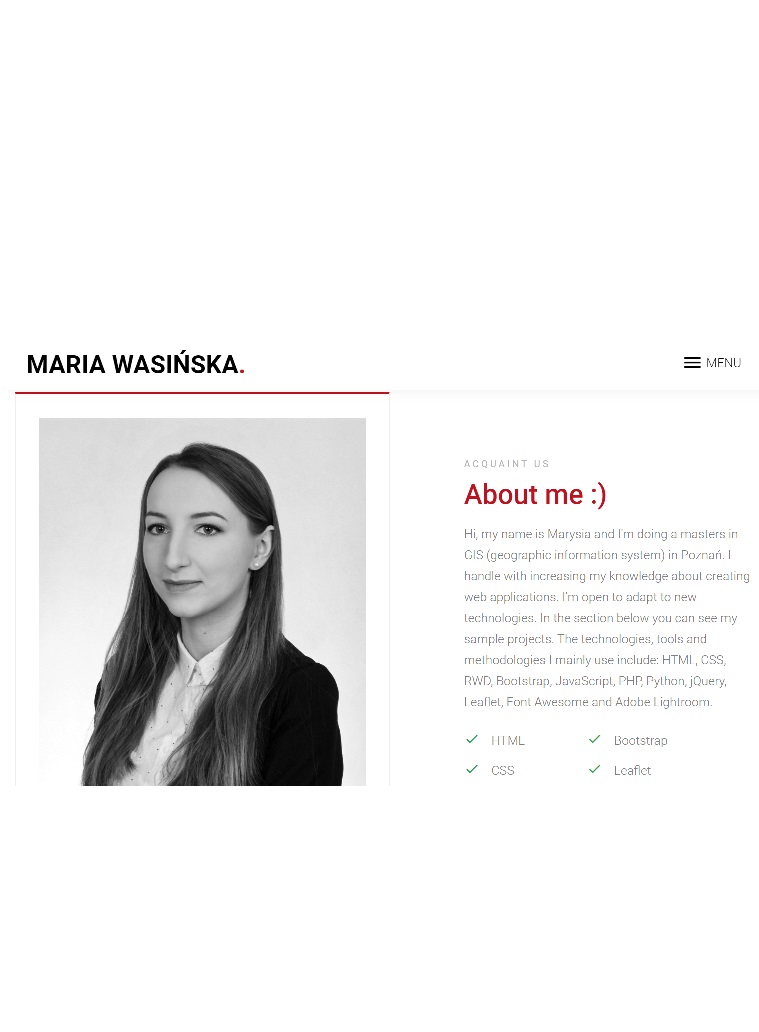 MARIA WASIŃSKA.
MENU
ACQUAINT US
About me :)
Hi, my name is Marysia and I'm doing a masters in
GIS (geographic information system) in Poznań. I
handle with increasing my knowledge about creating
web applications. I'm open to adapt to new
technologies. In the section below you can see my
sample projects. The technologies, tools and
methodologies I mainly use include: HTML, CSS,
RWD, Bootstrap, JavaScript, PHP, Python, jQuery,
Leaflet, Font Awesome and Adobe Lightroom.
HTML
Bootstrap
CSS
Leaflet